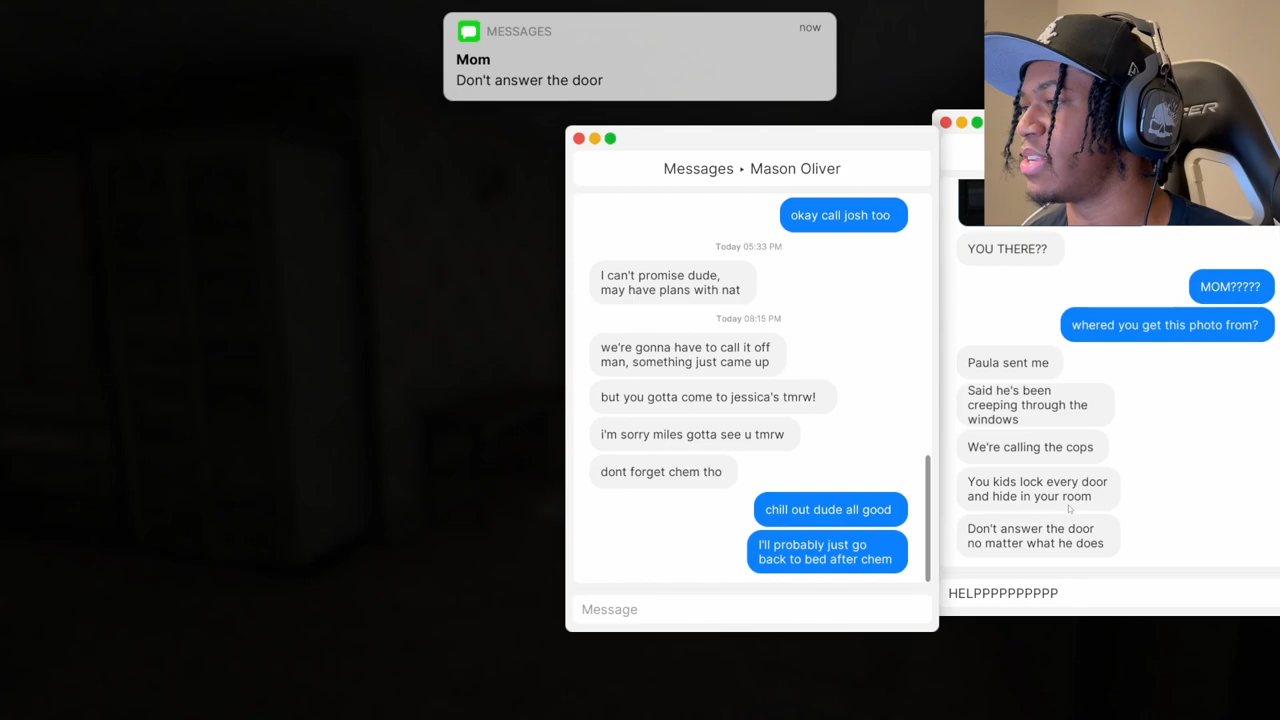 MESSAGES
now
Mom
Don't answer the door
Messages ‣ Mason Oliver
okay call josh too
Today 05:33 PM
I can't promise dude,
may have plans with nat
Today 08:15 PM
we're gonna have to call it off
man, something just came up
but you gotta come to jessica's tmrw!
i'm sorry miles gotta see u tmrw
dont forget chem tho
chill out dude all good
I'll probably just go
back to bed after chem
Message
YOU THERE??
MOM?????
whered you get this photo from?
Paula sent me
Said he's been
creeping through the
windows
We're calling the cops
You kids lock every door
and hide in your room
Don't answer the door
no matter what he does
HELPPPPPPPPPP